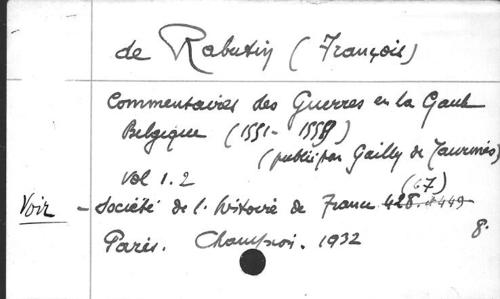 de Rabutin (François)
Commentaires des Guerres en la Gaule
Belgique (1551-1559)
(publié par Gailly de Taurines)
vol 1.2
(67)
Voir - Société de l'histoire de France 428.449
Paris. Champion. 1932 8.